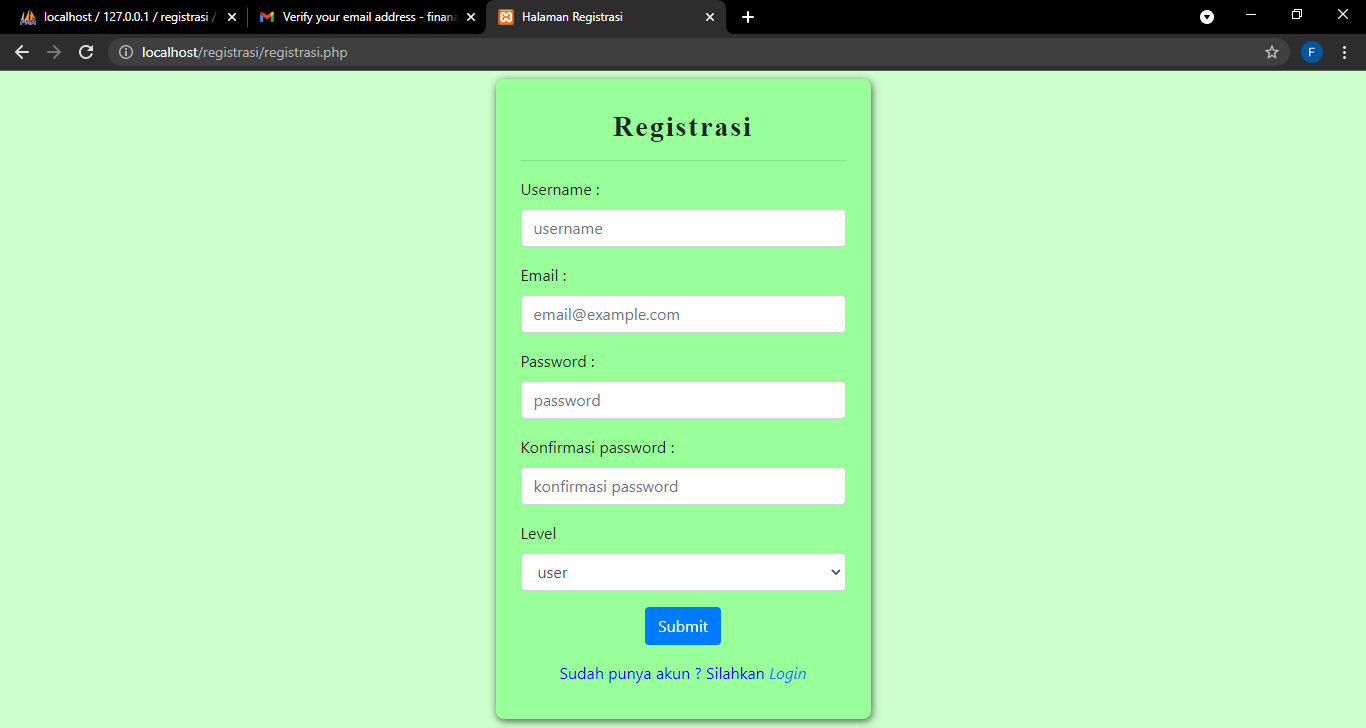 localhost / 127.0.0.1 / registrasi /
Verify your email address - finana
Halaman Registrasi
localhost/registrasi/registrasi.php
F
Registrasi
Username :
username
Email :
email@example.com
Password :
password
Konfirmasi password :
konfirmasi password
Level
user
Submit
Sudah punya akun ? Silahkan Login